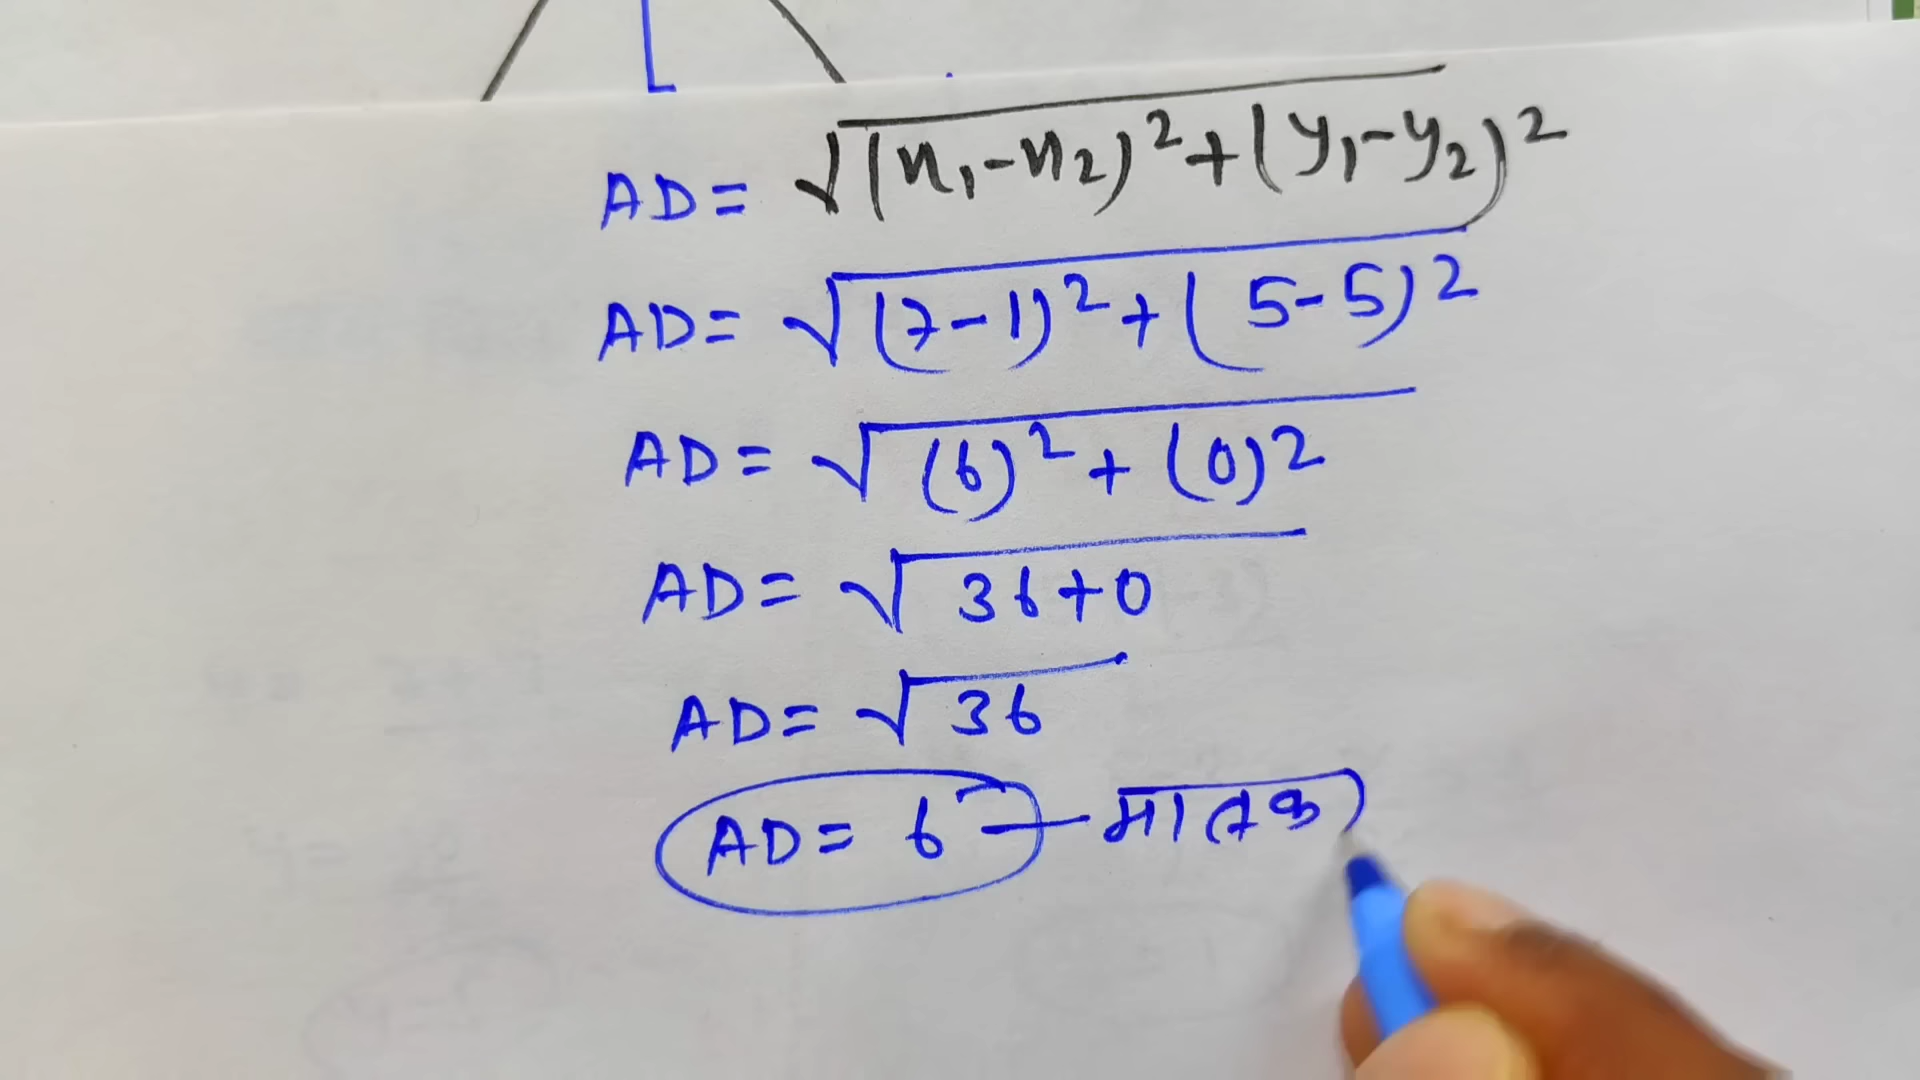 AD = √(x₁-x₂)²+(y₁-y₂)²
AD = √(7-1)²+(5-5)²
AD = √(6)²+(0)²
AD = √36+0
AD = √36
AD = 6 — मात्रक